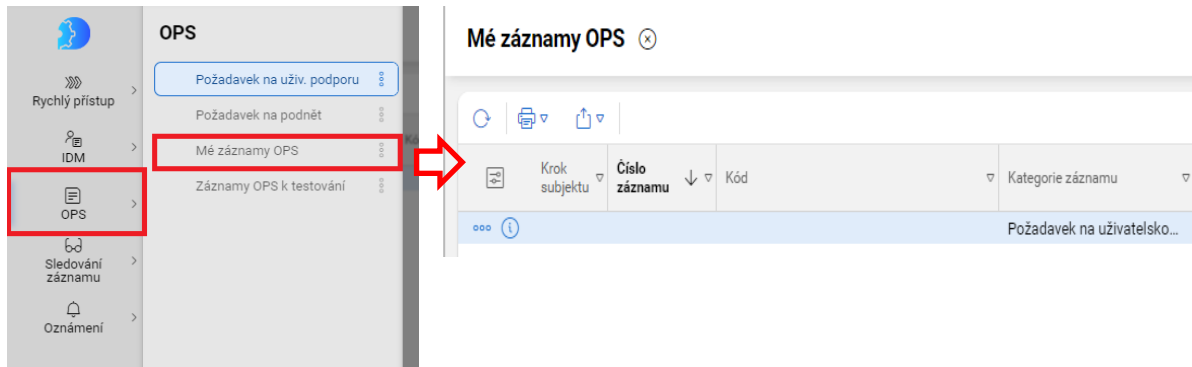 Rychlý přístup
IDM
OPS
Sledování
záznamu
Oznámení
OPS
Požadavek na uživ. podporu
Požadavek na podnět
Mé záznamy OPS
Záznamy OPS k testování
Mé záznamy OPS
Krok
subjektu
Číslo
záznamu
Kód
Kategorie záznamu
Požadavek na uživatelsko...